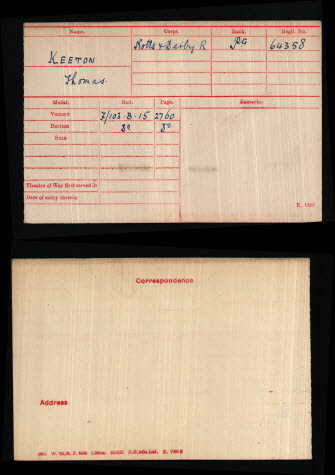 Name. Corps. Rank. Regtl. No.
KEETON Notts & Derby R Pte 64358
Thomas.
Medal. Roll. Page. Remarks.
VICTORY J/103.B.15 2760
BRITISH Do Do
STAR
Theatre of War first served in
Date of entry therein
K. 1380
Correspondence
Address